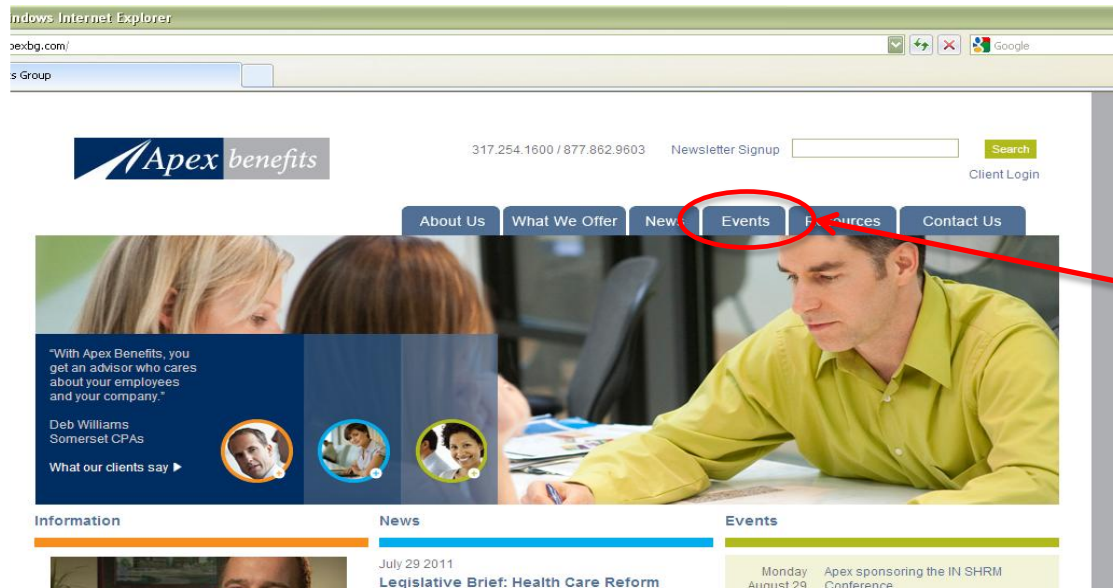 indows Internet Explorer
pexbg.com/
Google
s Group
Apex benefits
317.254.1600 / 877.862.9603
Newsletter Signup
Search
Client Login
About Us
What We Offer
News
Events
Resources
Contact Us
"With Apex Benefits, you
get an advisor who cares
about your employees
and your company."
Deb Williams
Somerset CPAs
What our clients say
Information
News
July 29 2011
Legislative Brief: Health Care Reform
Events
Monday Apex sponsoring the IN SHRM
August 29 Conference